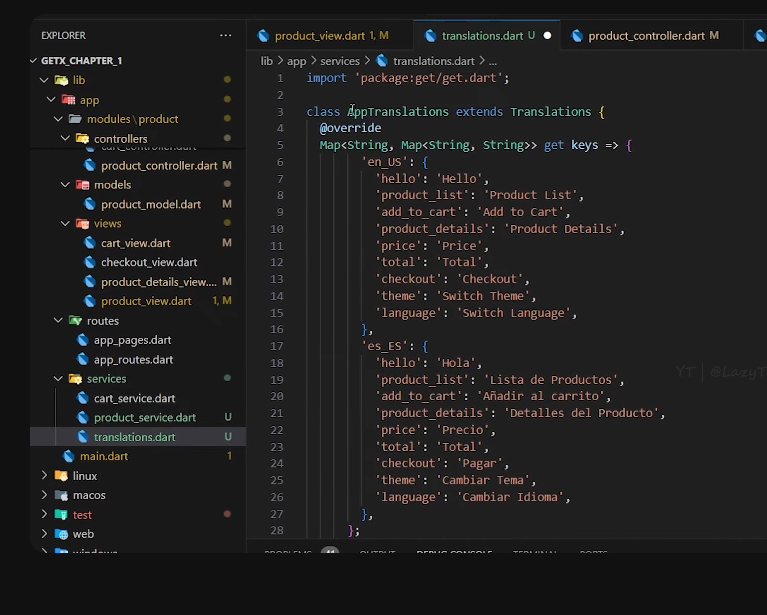 EXPLORER
GETX_CHAPTER_1
lib
app
modules \ product
controllers
product_controller.dart M
models
product_model.dart M
views
cart_view.dart M
checkout_view.dart
product_details_view.... M
product_view.dart 1, M
routes
app_pages.dart
app_routes.dart
services
cart_service.dart
product_service.dart U
translations.dart U
main.dart 1
linux
macos
test
web
windows
product_view.dart 1, M
translations.dart U
product_controller.dart M
lib > app > services > translations.dart > ...
1 import 'package:get/get.dart';
2
3 class AppTranslations extends Translations {
4 @override
5 Map<String, Map<String, String>> get keys => {
6 'en_US': {
7 'hello': 'Hello',
8 'product_list': 'Product List',
9 'add_to_cart': 'Add to Cart',
10 'product_details': 'Product Details',
11 'price': 'Price',
12 'total': 'Total',
13 'checkout': 'Checkout',
14 'theme': 'Switch Theme',
15 'language': 'Switch Language',
16 },
17 'es_ES': {
18 'hello': 'Hola',
19 'product_list': 'Lista de Productos',
20 'add_to_cart': 'Añadir al carrito',
21 'product_details': 'Detalles del Producto',
22 'price': 'Precio',
23 'total': 'Total',
24 'checkout': 'Pagar',
25 'theme': 'Cambiar Tema',
26 'language': 'Cambiar Idioma',
27 },
28 };
YT | @LazyT
PROBLEMS OUTPUT DEBUG CONSOLE TERMINAL PORTS